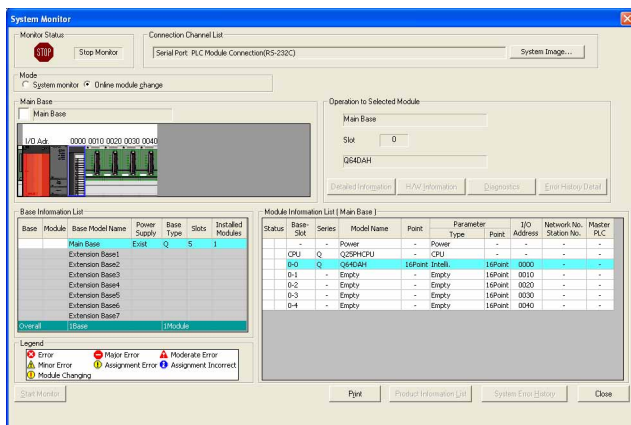 System Monitor
Monitor Status
STOP
Stop Monitor
Connection Channel List
Serial Port PLC Module Connection(RS-232C)
System Image...
Mode
System monitor Online module change
Main Base
Main Base
I/O Adr. 0000 0010 0020 0030 0040
Operation to Selected Module
Main Base
Slot 0
Q64DAH
Detailed Information H/W Information Diagnostics Error History Detail
Base Information List
Base Module Base Model Name Power Supply Base Type Slots Installed Modules
Main Base Exist Q 5 1
Extension Base1
Extension Base2
Extension Base3
Extension Base4
Extension Base5
Extension Base6
Extension Base7
Overall 1Base 1Module
Module Information List (Main Base)
Status Base-Slot Series Model Name Point Parameter Type Point I/O Address Network No. Station No. Master PLC
- - Power - Power - - - -
CPU Q Q25PHCPU - CPU - - - -
0-0 Q Q64DAH 16Point Intelli. 16Point 0000 - -
0-1 - Empty - Empty 16Point 0010 - -
0-2 - Empty - Empty 16Point 0020 - -
0-3 - Empty - Empty 16Point 0030 - -
0-4 - Empty - Empty 16Point 0040 - -
Legend
Error Major Error Moderate Error
Minor Error Assignment Error Assignment Incorrect
Module Changing
Start Monitor
Print
Product Information List
System Error History
Close